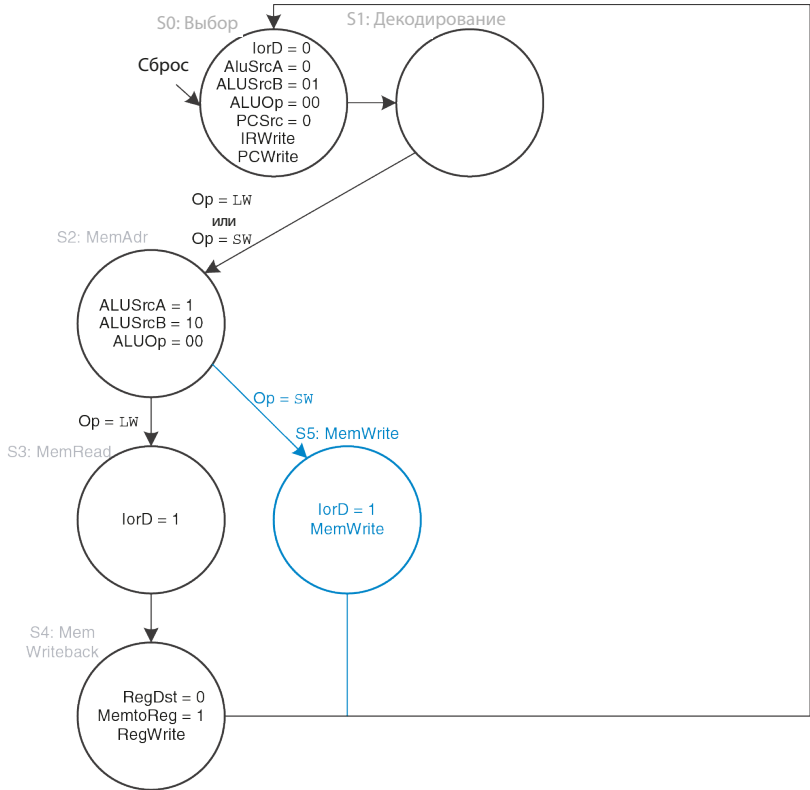 S0: Выбор
S1: Декодирование
Сброс
IorD = 0
AluSrcA = 0
ALUSrcB = 01
ALUOp = 00
PCSrc = 0
IRWrite
PCWrite
Op = LW
или
Op = SW
S2: MemAdr
ALUSrcA = 1
ALUSrcB = 10
ALUOp = 00
Op = SW
Op = LW
S5: MemWrite
S3: MemRead
IorD = 1
IorD = 1
MemWrite
S4: Mem
Writeback
RegDst = 0
MemtoReg = 1
RegWrite